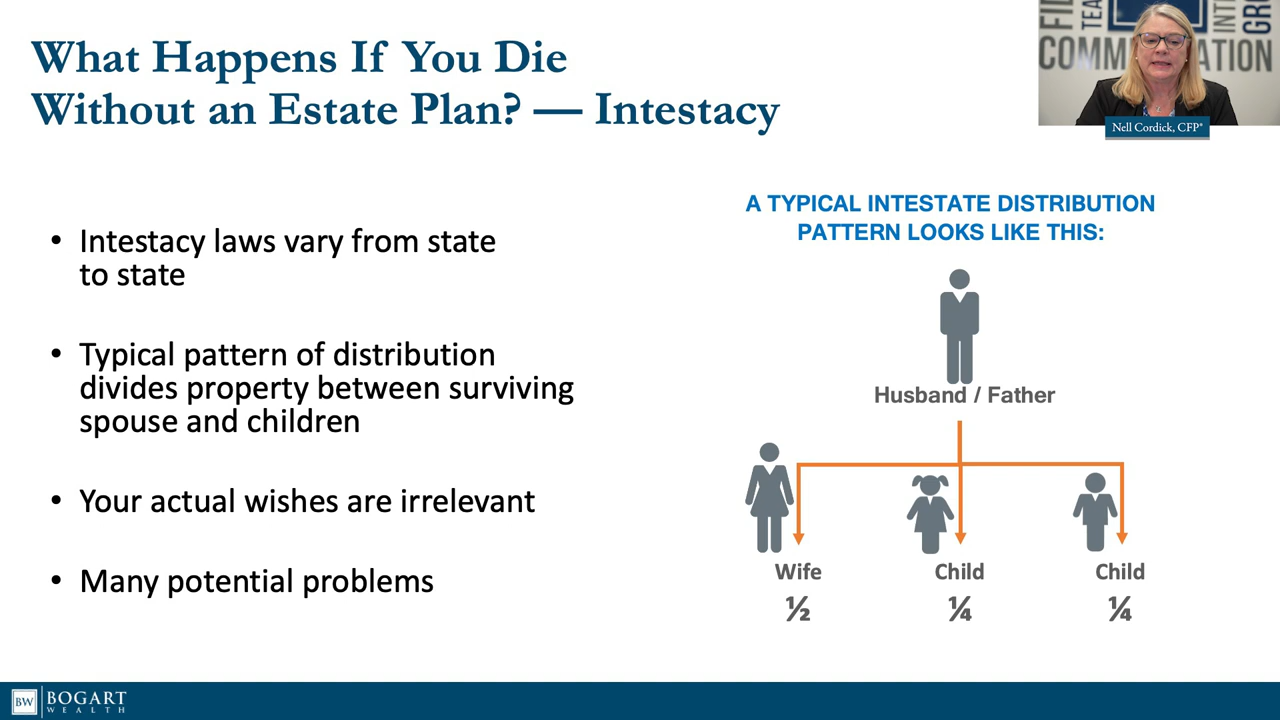 What Happens If You Die
Without an Estate Plan? — Intestacy
COMM
ATION
Nell Cordick, CFP®
• Intestacy laws vary from state
to state
• Typical pattern of distribution
divides property between surviving
spouse and children
• Your actual wishes are irrelevant
• Many potential problems
A TYPICAL INTESTATE DISTRIBUTION
PATTERN LOOKS LIKE THIS:
Husband / Father
Wife
Child
Child
½
¼
¼
BW
BOGART
WEALTH